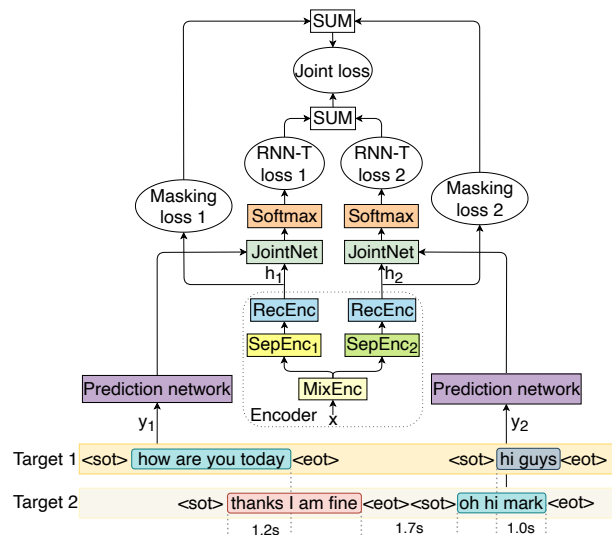 SUM
Joint loss
SUM
RNN-T loss 1
RNN-T loss 2
Masking loss 1
Masking loss 2
Softmax
Softmax
JointNet
JointNet
h1
h2
RecEnc
RecEnc
SepEnc1
SepEnc2
Prediction network
MixEnc
Prediction network
Encoder
x
y1
y2
Target 1 <sot> how are you today <eot> <sot> hi guys <eot>
Target 2 <sot> thanks I am fine <eot> <sot> oh hi mark <eot>
1.2s 1.7s 1.0s